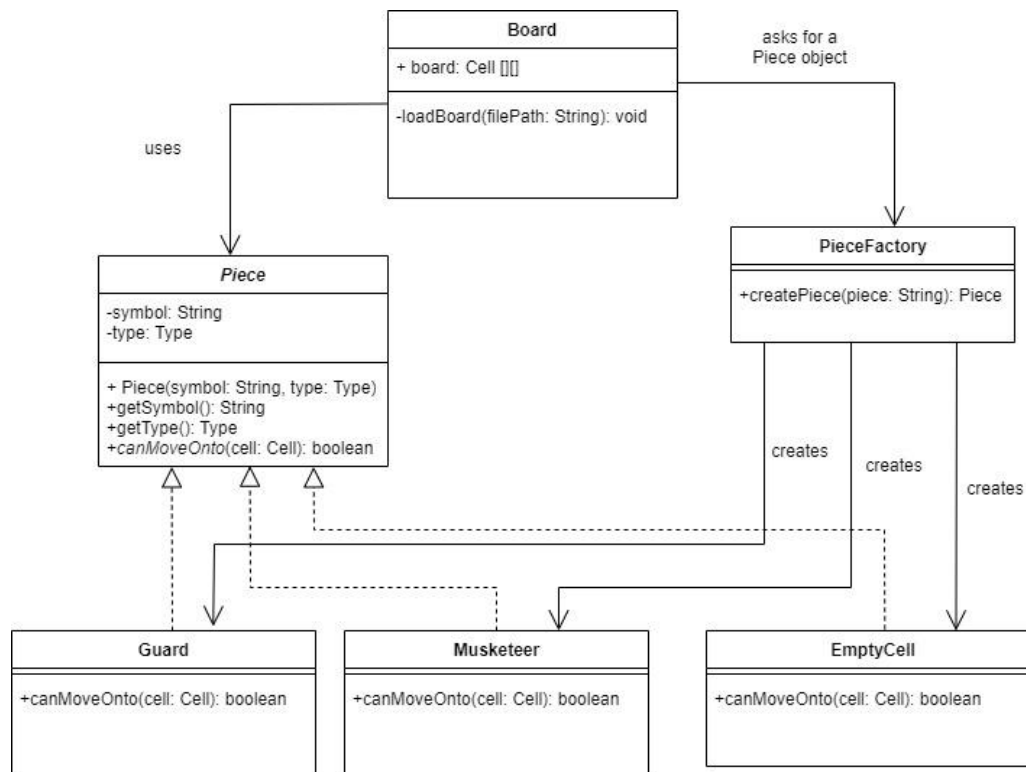 Board
+ board: Cell [][]
-loadBoard(filePath: String): void
asks for a
Piece object
uses
PieceFactory
+createPiece(piece: String): Piece
Piece
-symbol: String
-type: Type
+ Piece(symbol: String, type: Type)
+getSymbol(): String
+getType(): Type
+canMoveOnto(cell: Cell): boolean
creates
creates
creates
Guard
+canMoveOnto(cell: Cell): boolean
Musketeer
+canMoveOnto(cell: Cell): boolean
EmptyCell
+canMoveOnto(cell: Cell): boolean